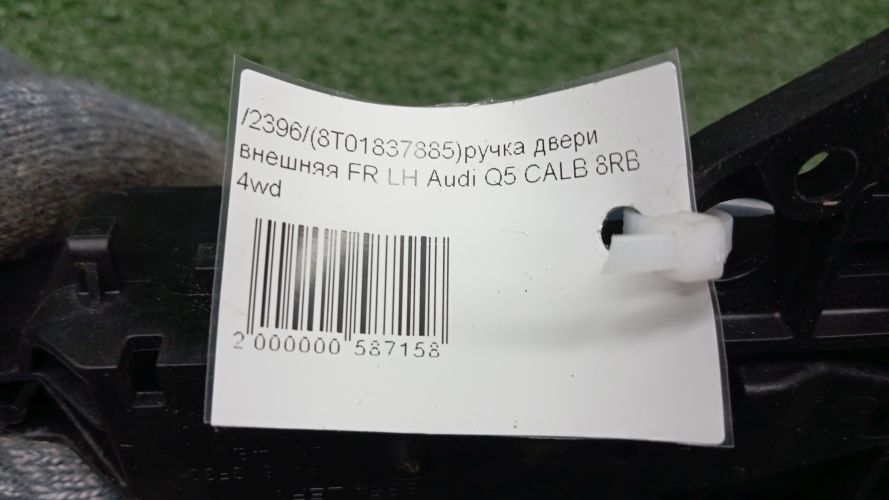 /2396/(8T01837885)ручка двери
внешняя FR LH Audi Q5 CALB 8RB
4wd
2 000000 587158